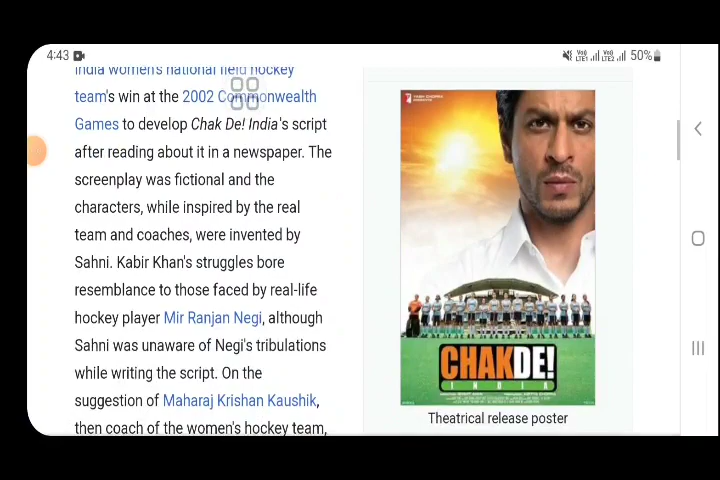 4:43
Vo) LTE1 Vo) LTE2 50%
India women's national field hockey
team's win at the 2002 Commonwealth
Games to develop Chak De! India's script
after reading about it in a newspaper. The
screenplay was fictional and the
characters, while inspired by the real
team and coaches, were invented by
Sahni. Kabir Khan's struggles bore
resemblance to those faced by real-life
hockey player Mir Ranjan Negi, although
Sahni was unaware of Negi's tribulations
while writing the script. On the
suggestion of Maharaj Krishan Kaushik,
then coach of the women's hockey team,
CHAK DE!
INDIA
Theatrical release poster